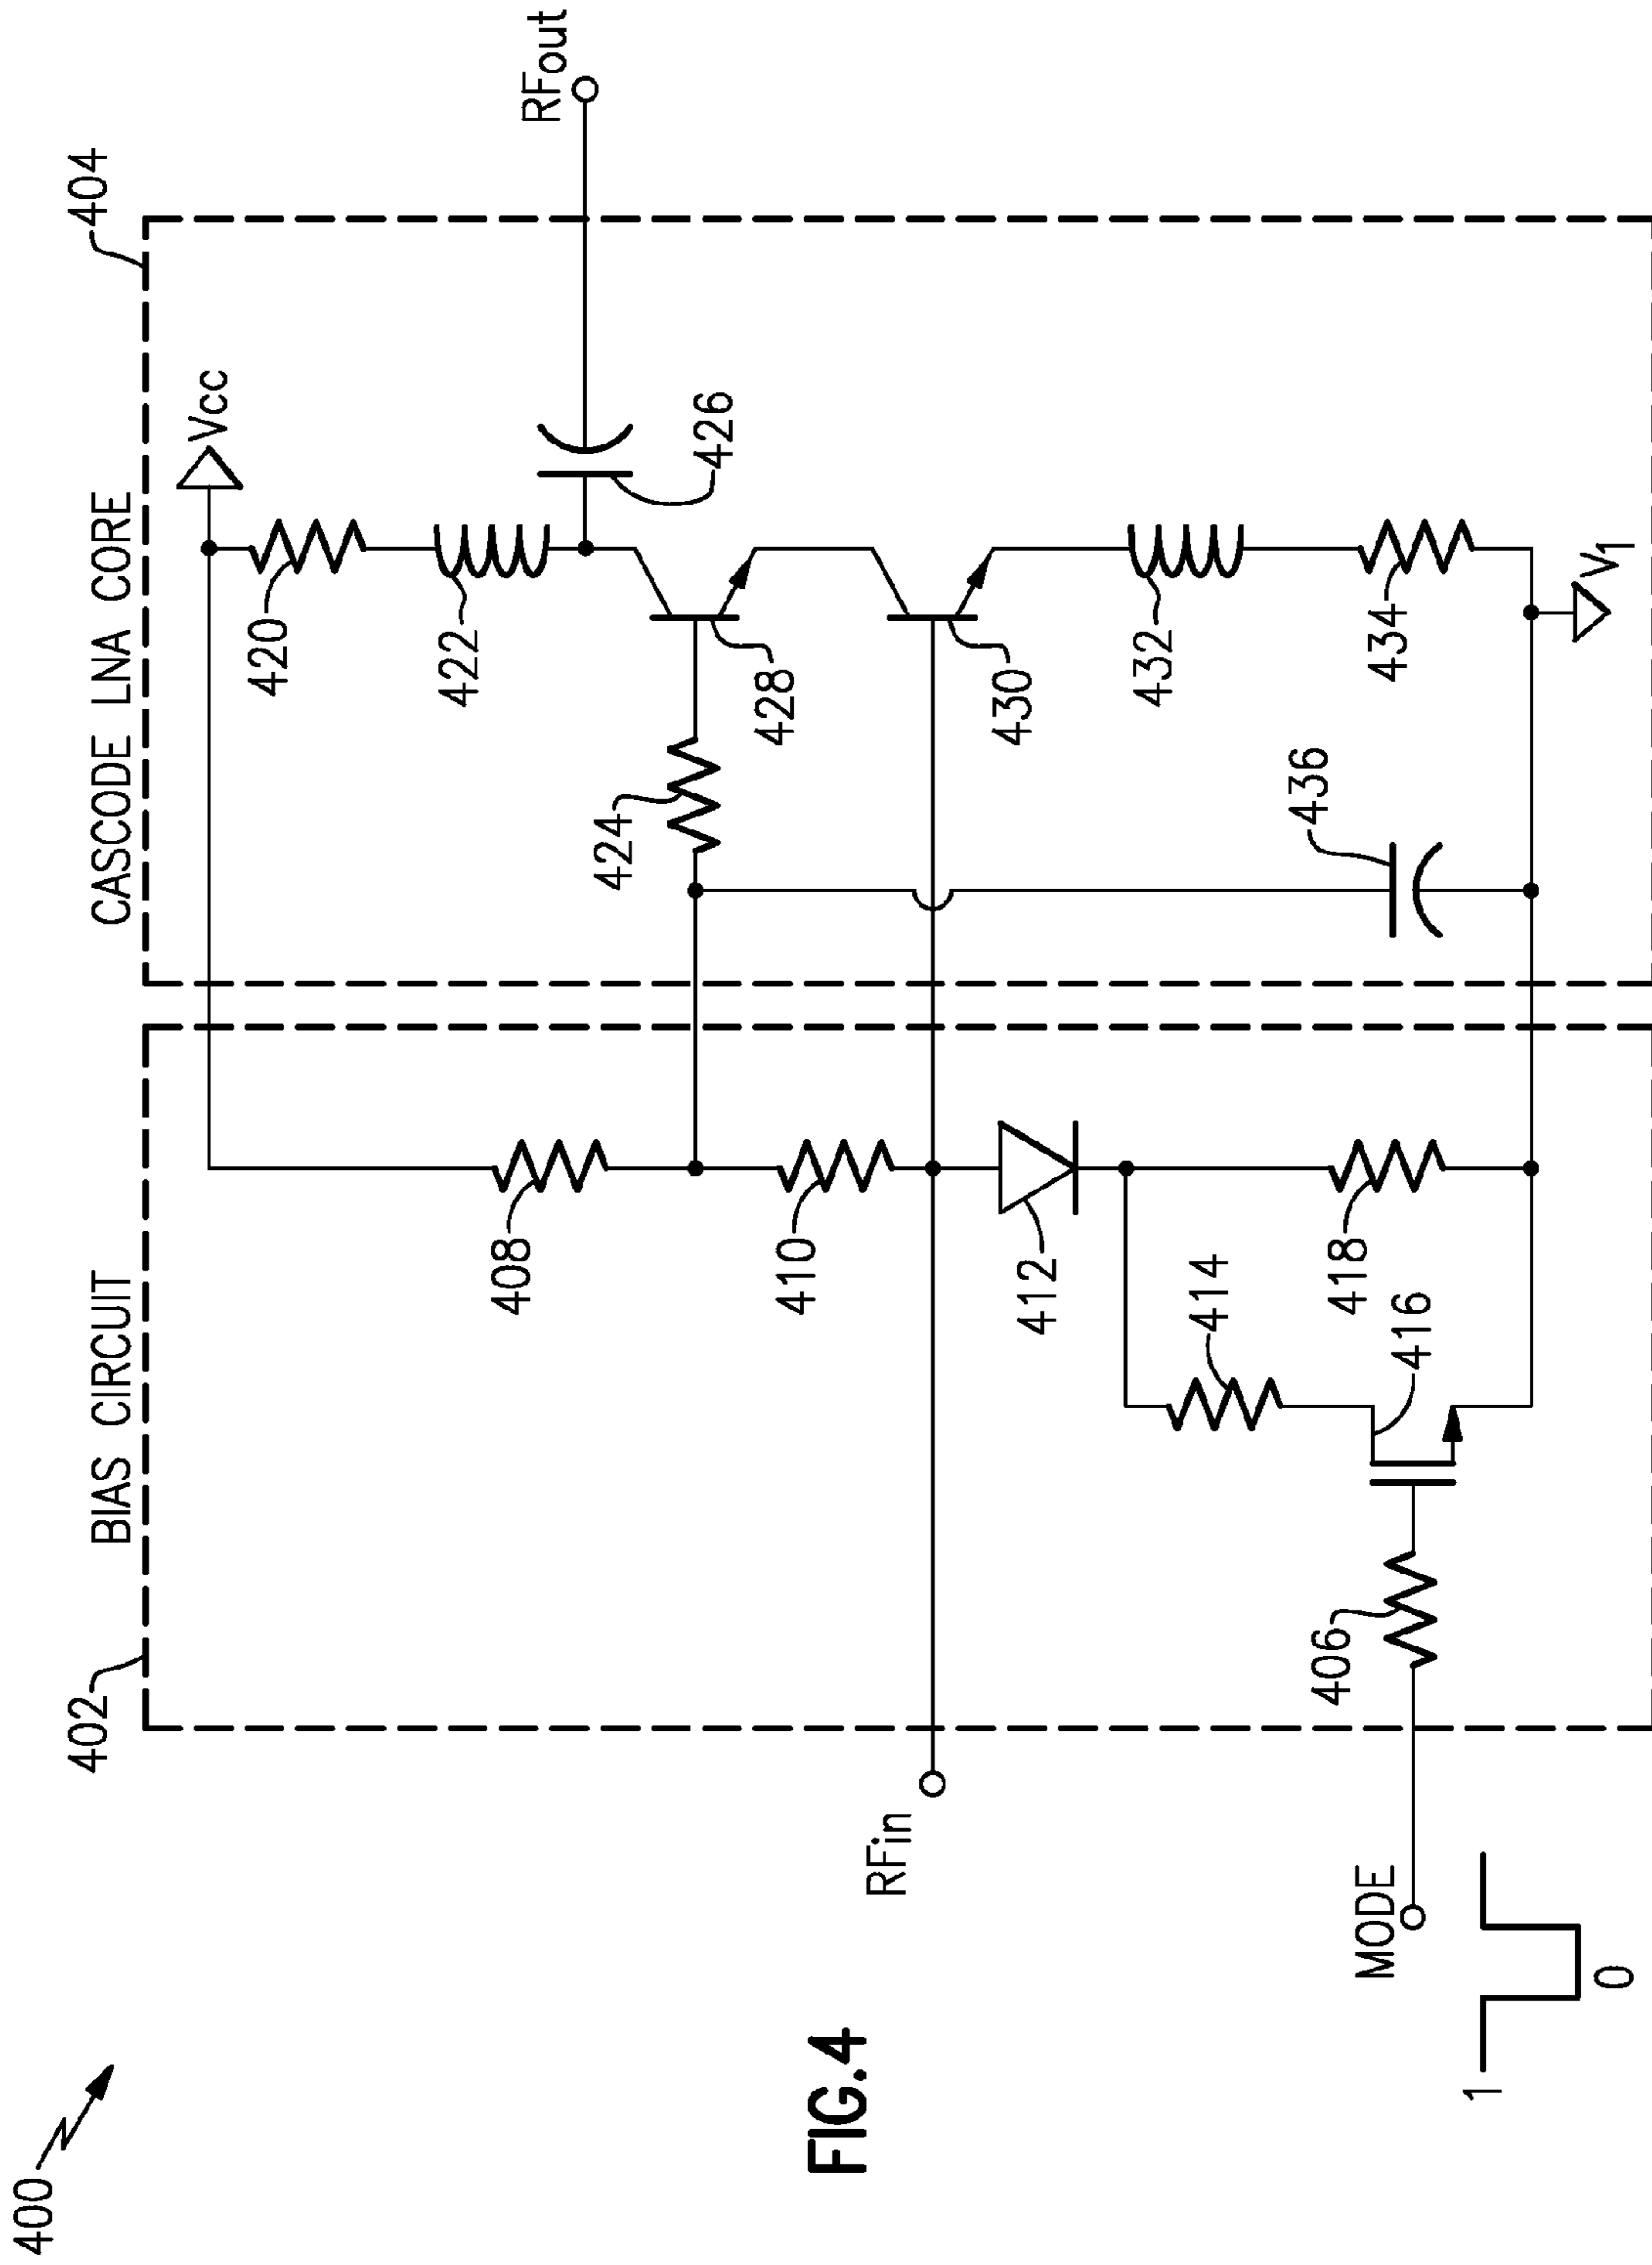 400
402
BIAS CIRCUIT
CASCODE LNA CORE
404
Vcc
420
422
RFout
426
408
424
428
410
430
RFin
412
432
414
436
434
418
416
406
MODE
V1
1
0
FIG.4